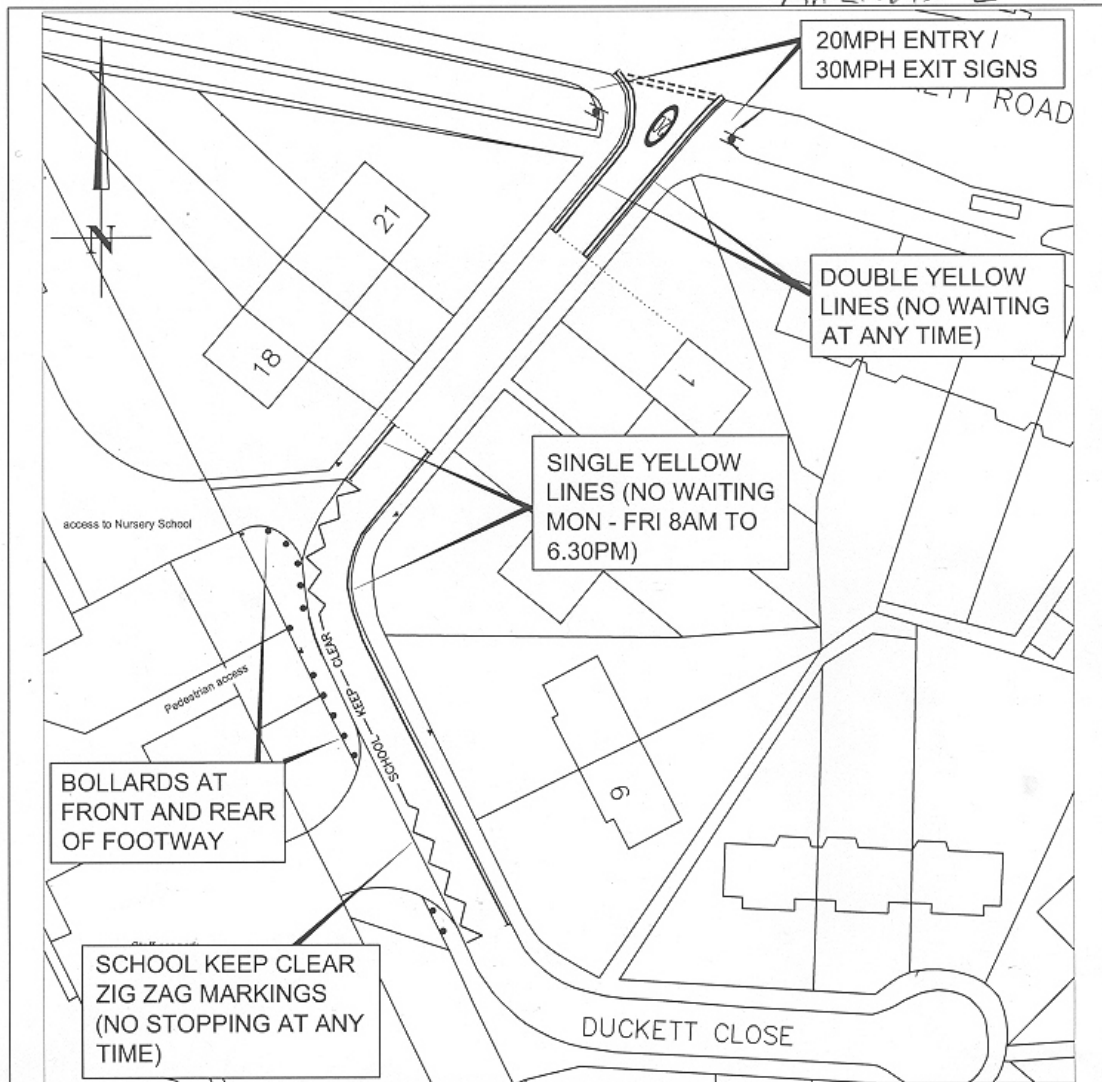 20MPH ENTRY /
30MPH EXIT SIGNS
ROAD
20
N
21
18
1
DOUBLE YELLOW
LINES (NO WAITING
AT ANY TIME)
SINGLE YELLOW
LINES (NO WAITING
MON - FRI 8AM TO
6.30PM)
access to Nursery School
SCHOOL KEEP CLEAR
Pedestrian access
6
BOLLARDS AT
FRONT AND REAR
OF FOOTWAY
SCHOOL KEEP CLEAR
ZIG ZAG MARKINGS
(NO STOPPING AT ANY
TIME)
DUCKETT CLOSE